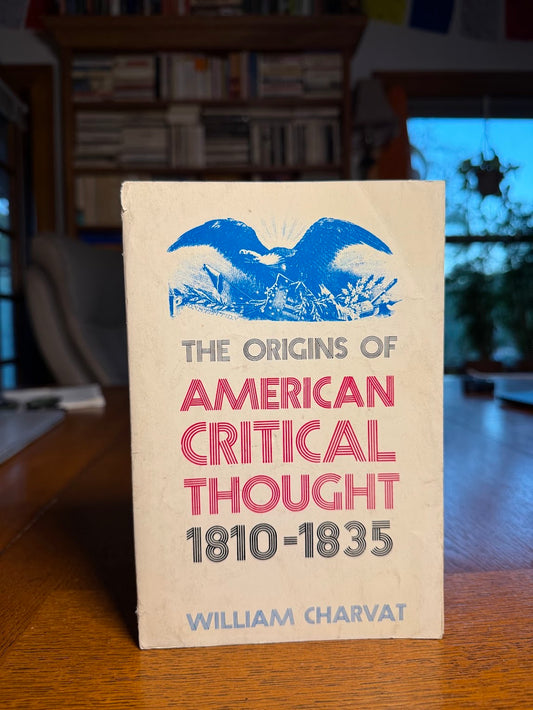 THE ORIGINS OF
AMERICAN
CRITICAL
THOUGHT
1810-1835
WILLIAM CHARVAT